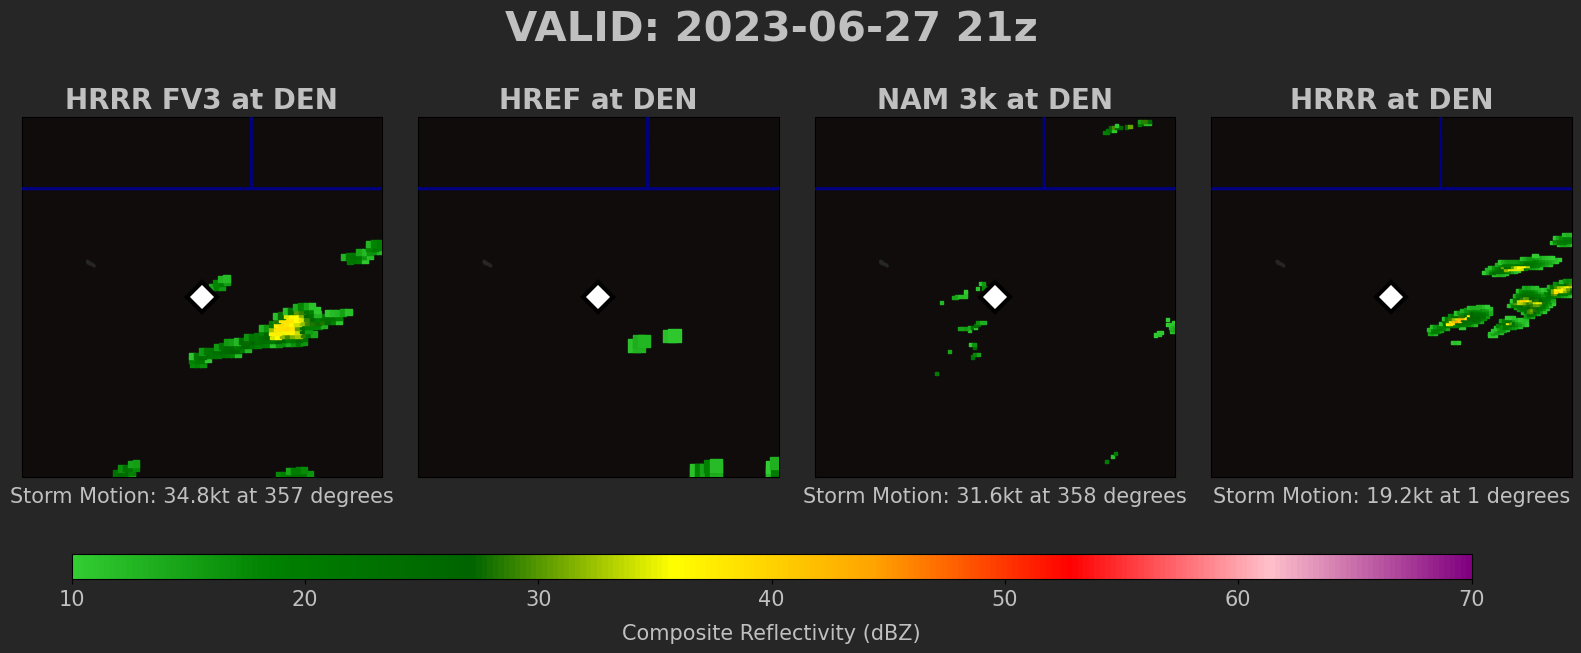 VALID: 2023-06-27 21z
HRRR FV3 at DEN
HREF at DEN
NAM 3k at DEN
HRRR at DEN
Storm Motion: 34.8kt at 357 degrees
Storm Motion: 31.6kt at 358 degrees
Storm Motion: 19.2kt at 1 degrees
10 20 30 40 50 60 70
Composite Reflectivity (dBZ)